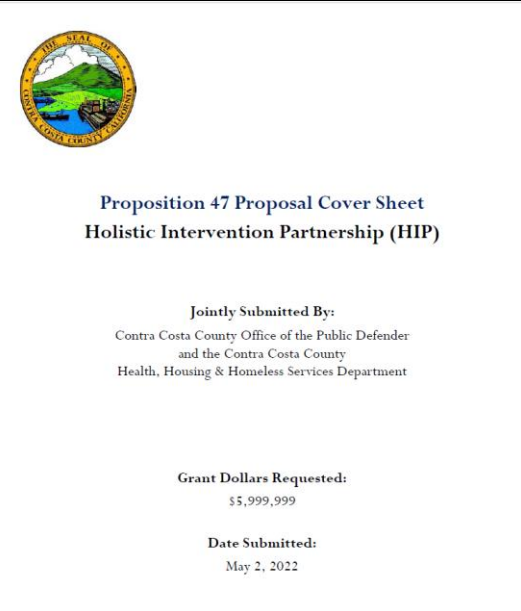 THE SEAL OF
CONTRA COSTA COUNTY CALIFORNIA
Proposition 47 Proposal Cover Sheet
Holistic Intervention Partnership (HIP)
Jointly Submitted By:
Contra Costa County Office of the Public Defender
and the Contra Costa County
Health, Housing & Homeless Services Department
Grant Dollars Requested:
$5,999,999
Date Submitted:
May 2, 2022